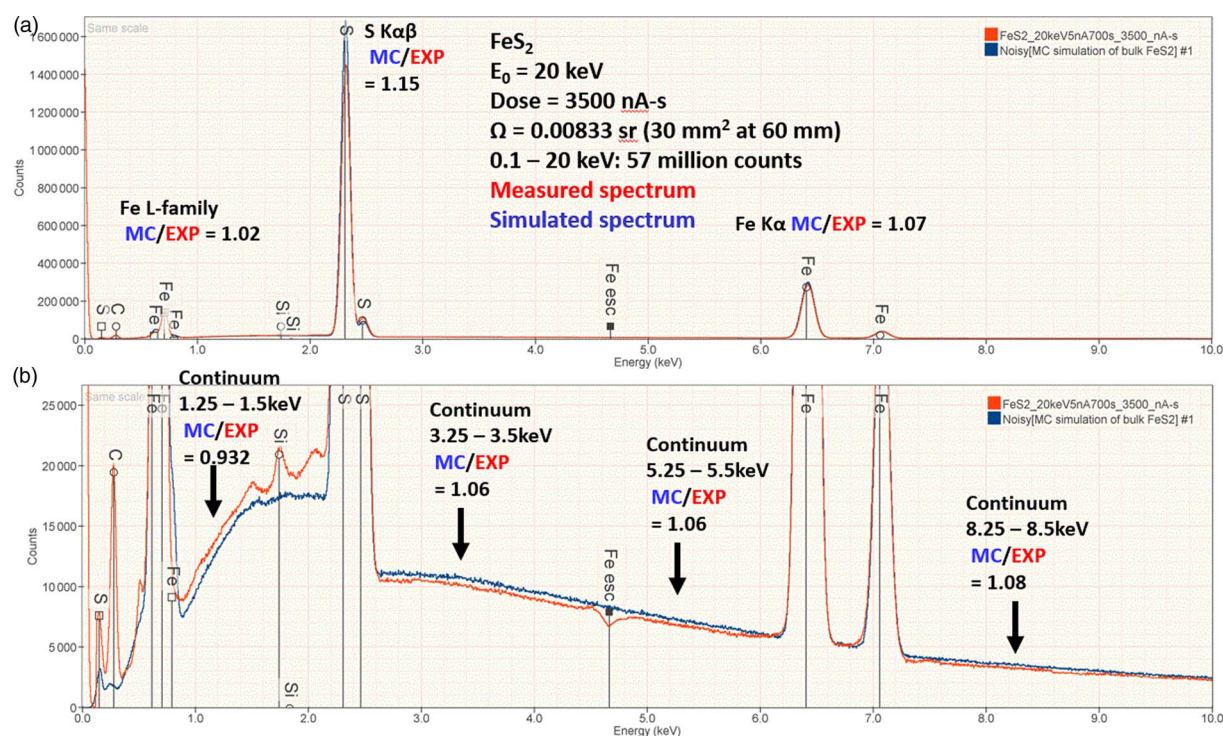 (a)
Same scale
S
S Kαβ
MC/EXP
= 1.15
FeS2
E0 = 20 keV
Dose = 3500 nA-s
Ω = 0.00833 sr (30 mm2 at 60 mm)
0.1 – 20 keV: 57 million counts
Measured spectrum
Simulated spectrum
FeS2_20keV5nA700s_3500_nA-s
Noisy[MC simulation of bulk FeS2] #1
Fe L-family
MC/EXP = 1.02
Fe Kα MC/EXP = 1.07
S
C
Fe
Fe
Fe
Si
Si
S
Fe esc
Fe
Fe
Counts
1600000
1400000
1200000
1000000
800000
600000
400000
200000
0
0.0 1.0 2.0 3.0 4.0 5.0 6.0 7.0 8.0 9.0 10.0
Energy (keV)
(b)
Same scale
Continuum
1.25 – 1.5keV
MC/EXP
= 0.932
Continuum
3.25 – 3.5keV
MC/EXP
= 1.06
Continuum
5.25 – 5.5keV
MC/EXP
= 1.06
Continuum
8.25 – 8.5keV
MC/EXP
= 1.08
FeS2_20keV5nA700s_3500_nA-s
Noisy[MC simulation of bulk FeS2] #1
S
C
Fe
Fe
Fe
Si
Si
S
S
Fe esc
Fe
Fe
Counts
25000
20000
15000
10000
5000
0
0.0 1.0 2.0 3.0 4.0 5.0 6.0 7.0 8.0 9.0 10.0
Energy (keV)